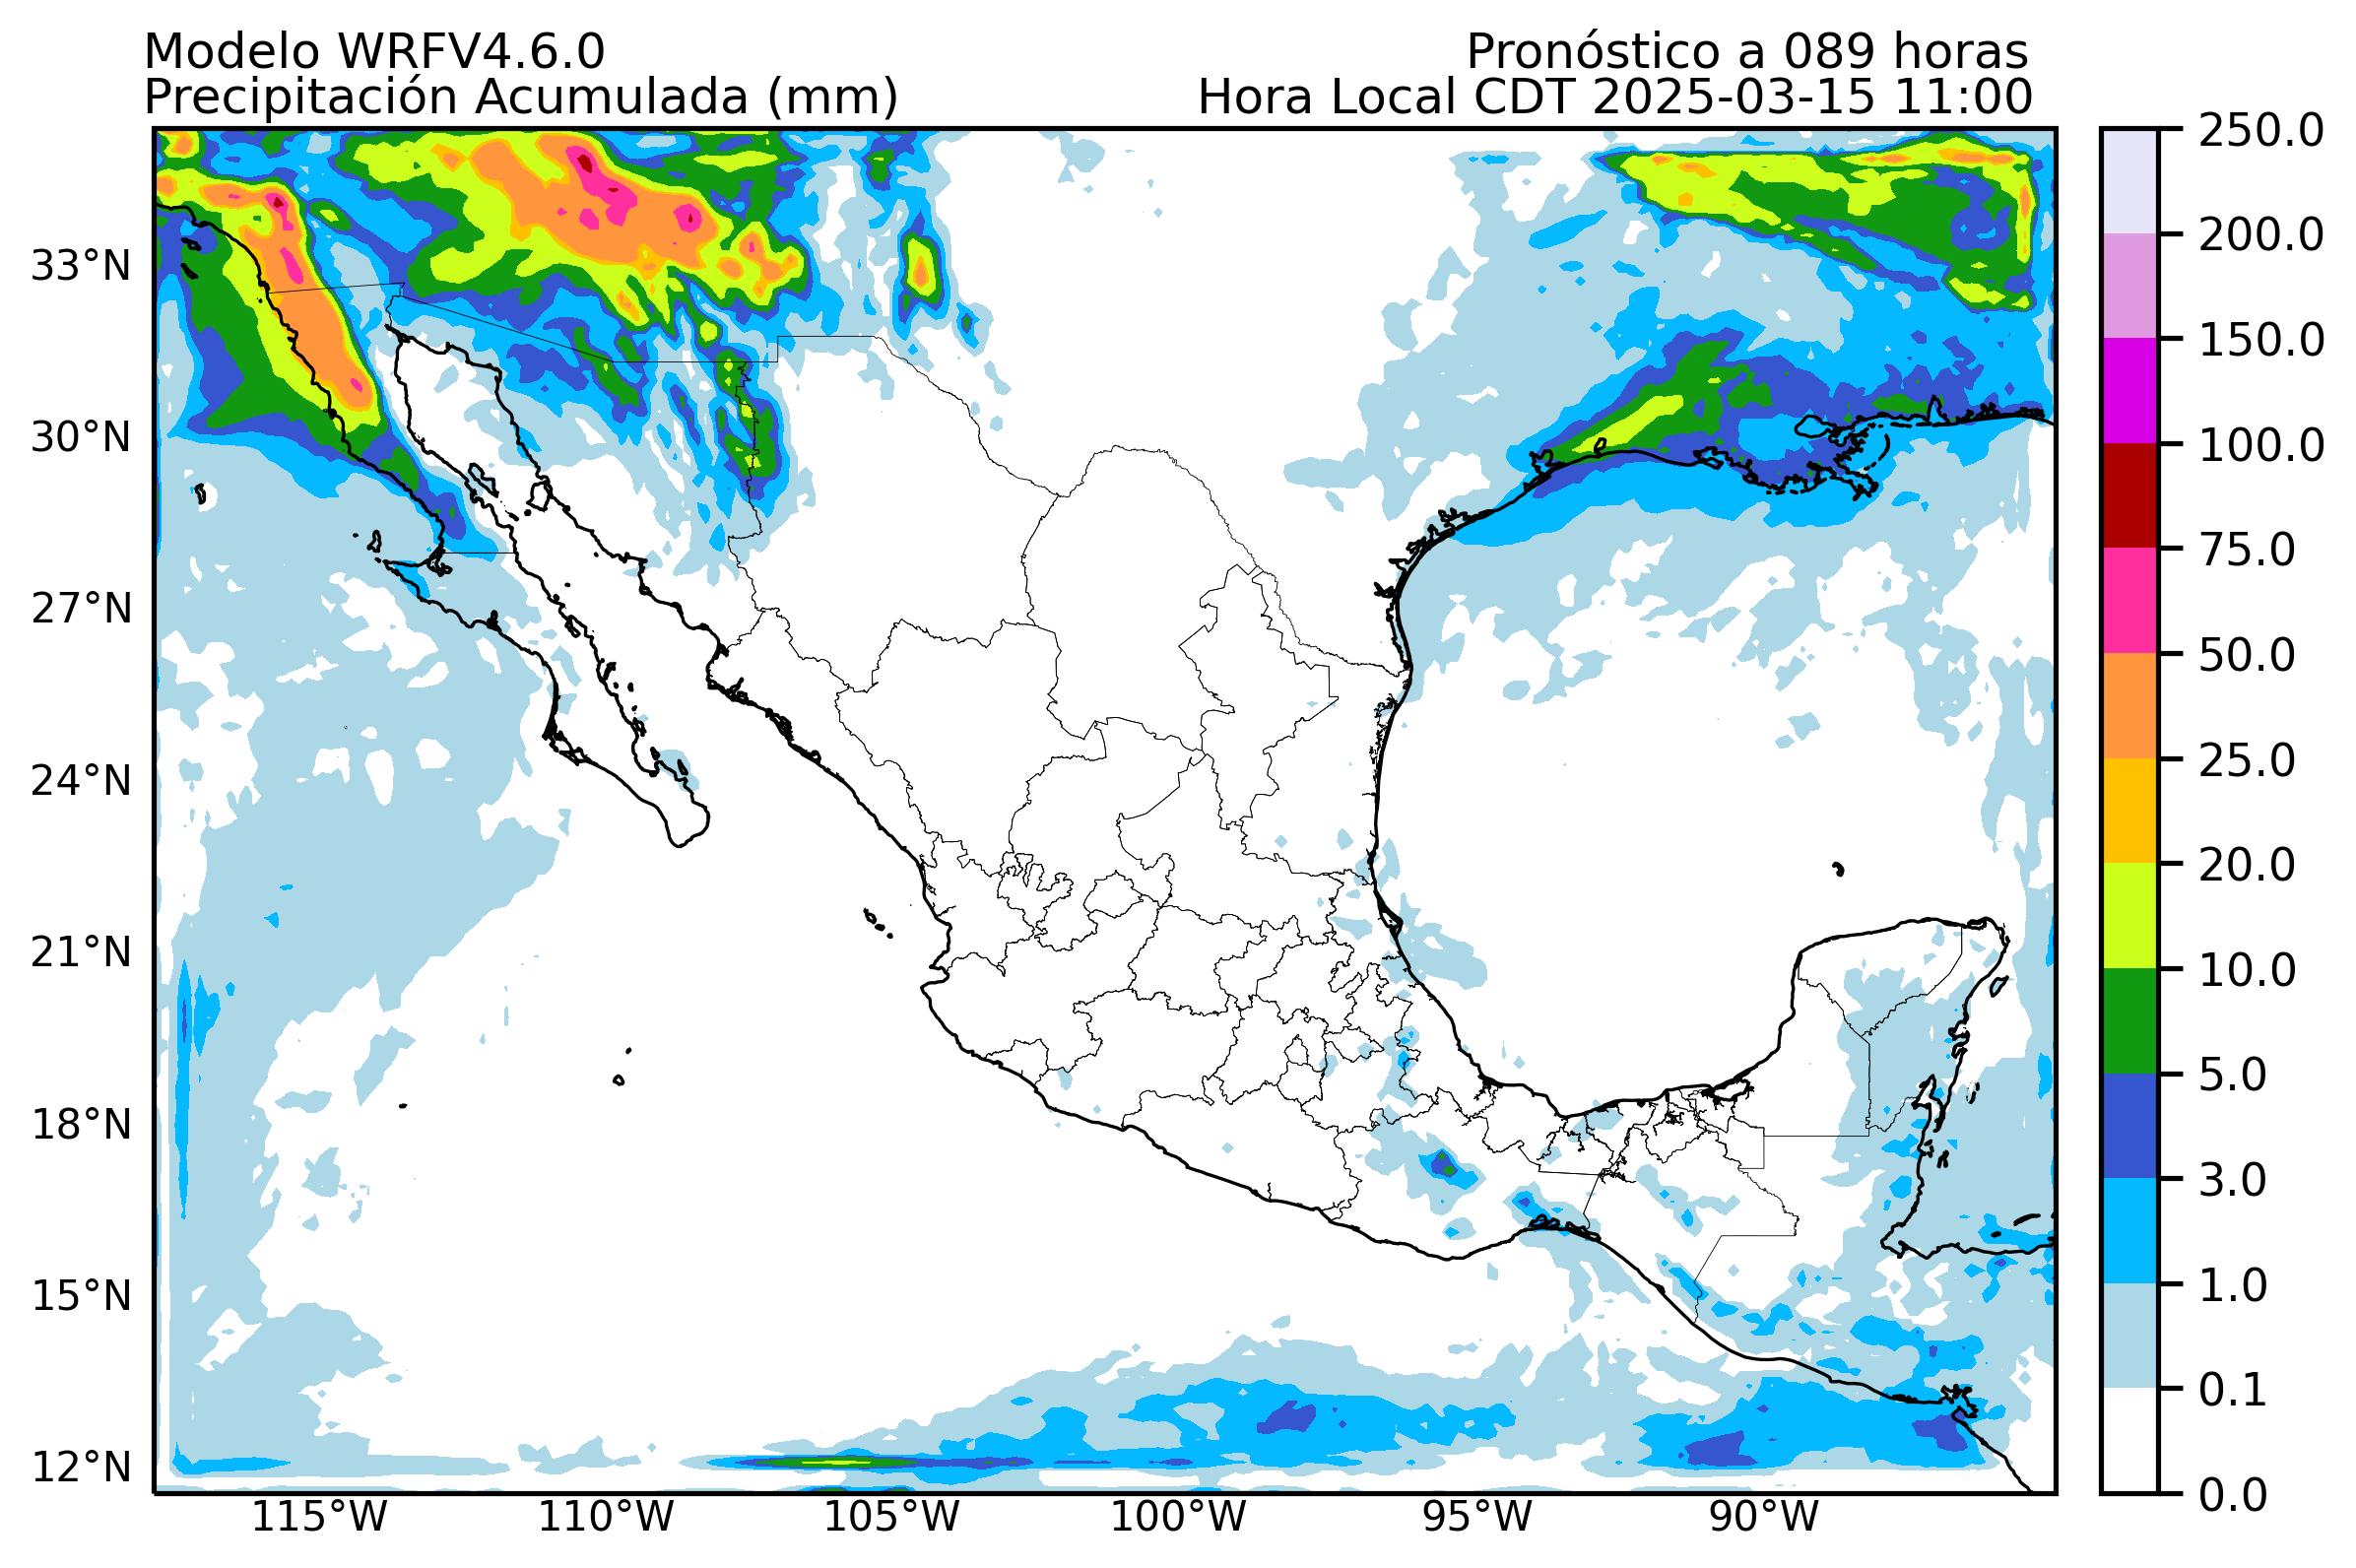 Modelo WRFV4.6.0
Pronóstico a 089 horas
Precipitación Acumulada (mm)
Hora Local CDT 2025-03-15 11:00
33°N
30°N
27°N
24°N
21°N
18°N
15°N
12°N
115°W
110°W
105°W
100°W
95°W
90°W
250.0
200.0
150.0
100.0
75.0
50.0
25.0
20.0
10.0
5.0
3.0
1.0
0.1
0.0